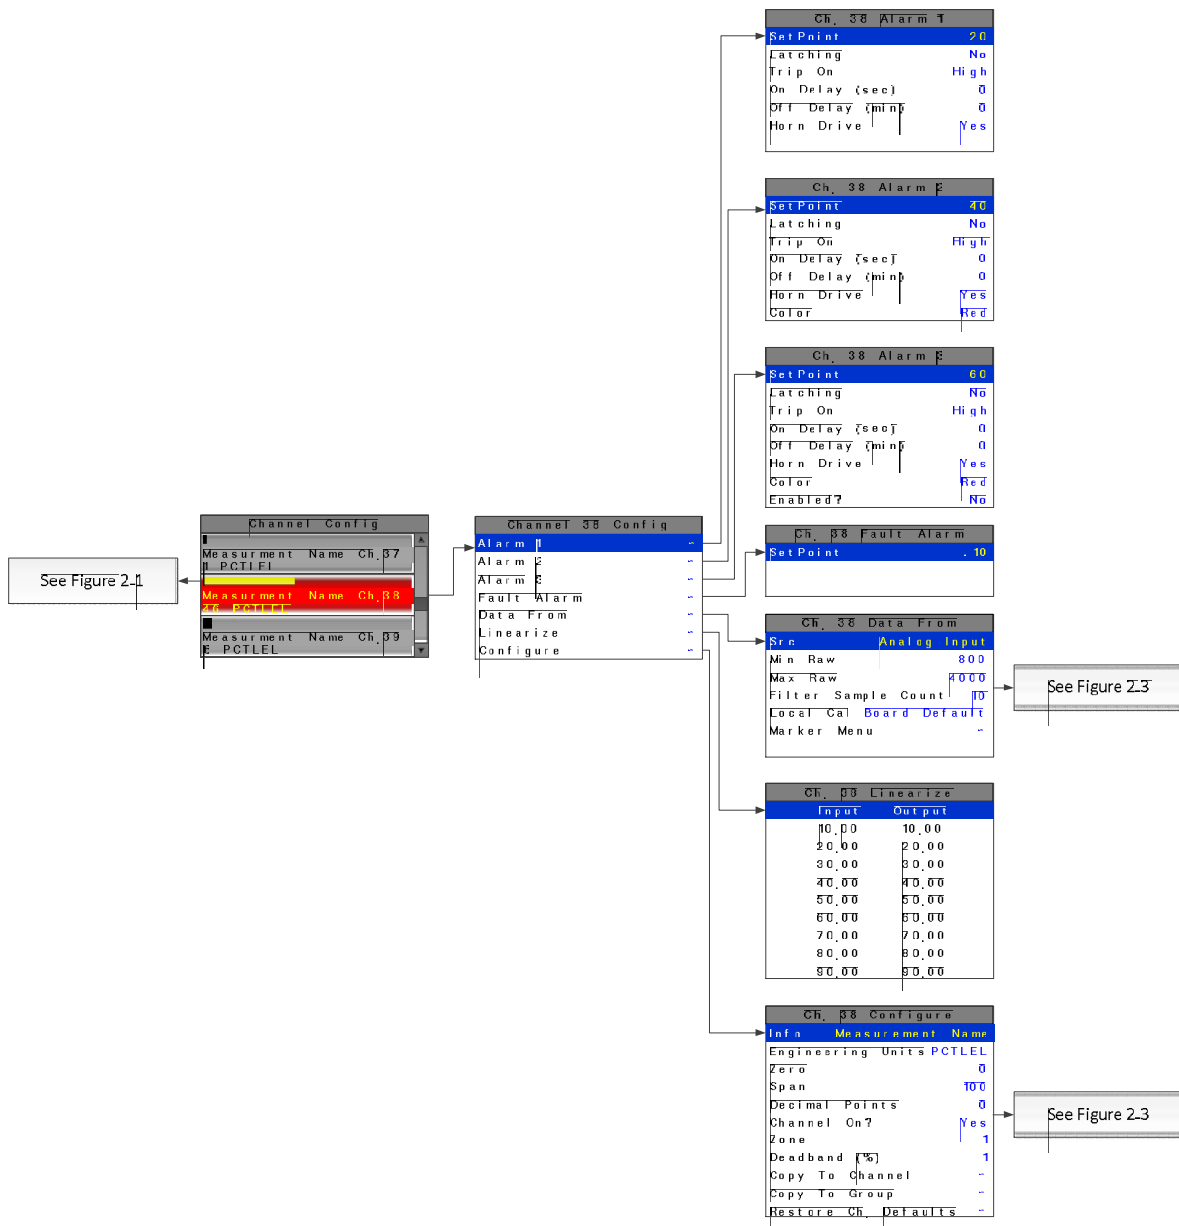 Ch. 38 Alarm 1
SetPoint 20
Latching No
Trip On High
On Delay (sec) 0
Off Delay (min) 0
Horn Drive Yes
Ch. 38 Alarm 2
SetPoint 40
Latching No
Trip On High
On Delay (sec) 0
Off Delay (min) 0
Horn Drive Yes
Color Red
Ch. 38 Alarm 3
SetPoint 60
Latching No
Trip On High
On Delay (sec) 0
Off Delay (min) 0
Horn Drive Yes
Color Red
Enabled? No
See Figure 2-1
Channel Config
Measurment Name Ch.37
1 PCTLEL
Measurment Name Ch.38
46 PCTLEL
Measurment Name Ch.39
6 PCTLEL
Channel 38 Config
Alarm 1
Alarm 2
Alarm 3
Fault Alarm
Data From
Linearize
Configure
Ch. 38 Fault Alarm
SetPoint .10
Ch. 38 Data From
Src Analog Input
Min Raw 800
Max Raw 4000
Filter Sample Count 10
Local Cal Board Default
Marker Menu
See Figure 2-3
Ch. 38 Linearize
Input Output
10.00 10.00
20.00 20.00
30.00 30.00
40.00 40.00
50.00 50.00
60.00 60.00
70.00 70.00
80.00 80.00
90.00 90.00
Ch. 38 Configure
Info Measurement Name
Engineering Units PCTLEL
Zero 0
Span 100
Decimal Points 0
Channel On? Yes
Zone 1
Deadband (%) 1
Copy To Channel
Copy To Group
Restore Ch. Defaults
See Figure 2-3